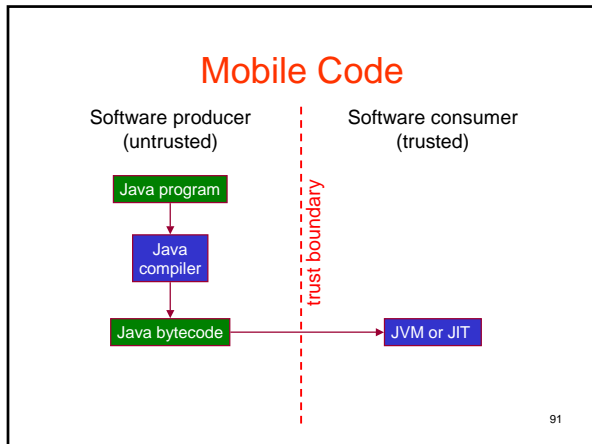 Mobile Code
Software producer
(untrusted)
Software consumer
(trusted)
trust boundary
Java program
Java
compiler
Java bytecode
JVM or JIT
91